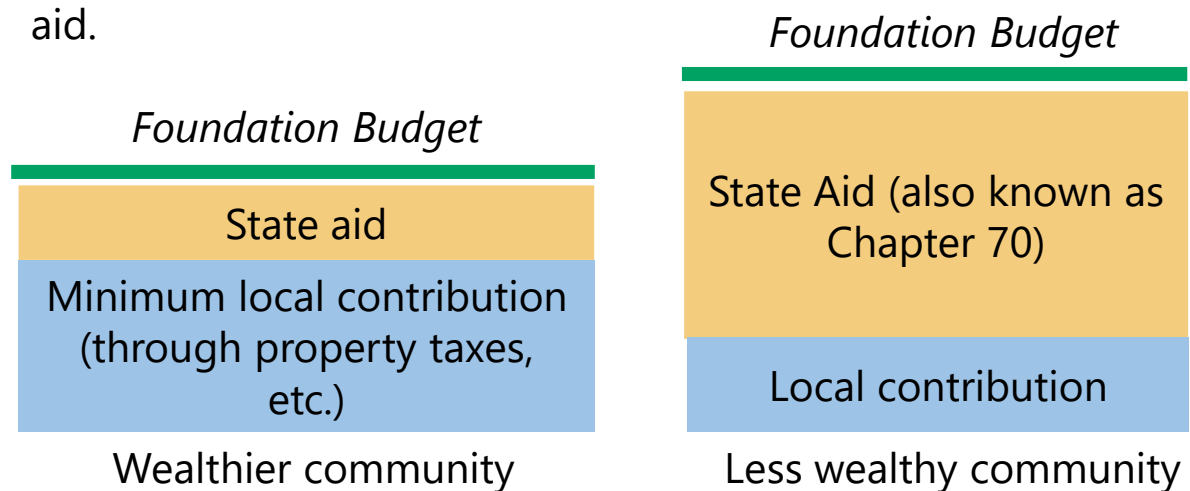 aid.
Foundation Budget
State aid
Minimum local contribution
(through property taxes,
etc.)
Wealthier community
Foundation Budget
State Aid (also known as
Chapter 70)
Local contribution
Less wealthy community